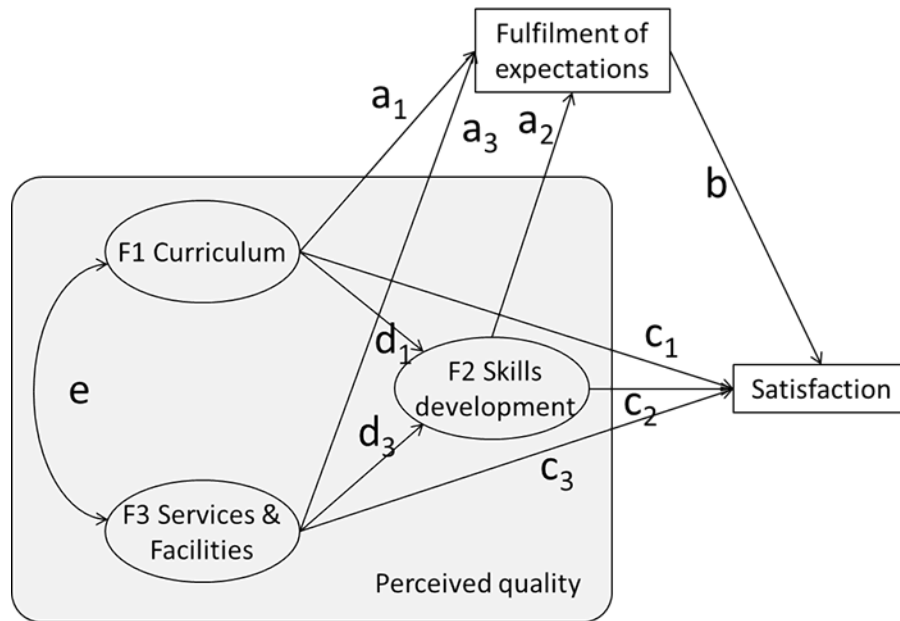 Fulfilment of
expectations
a₁
a₃
a₂
b
F1 Curriculum
d₁
c₁
F2 Skills
development
Satisfaction
e
c₂
d₃
c₃
F3 Services &
Facilities
Perceived quality